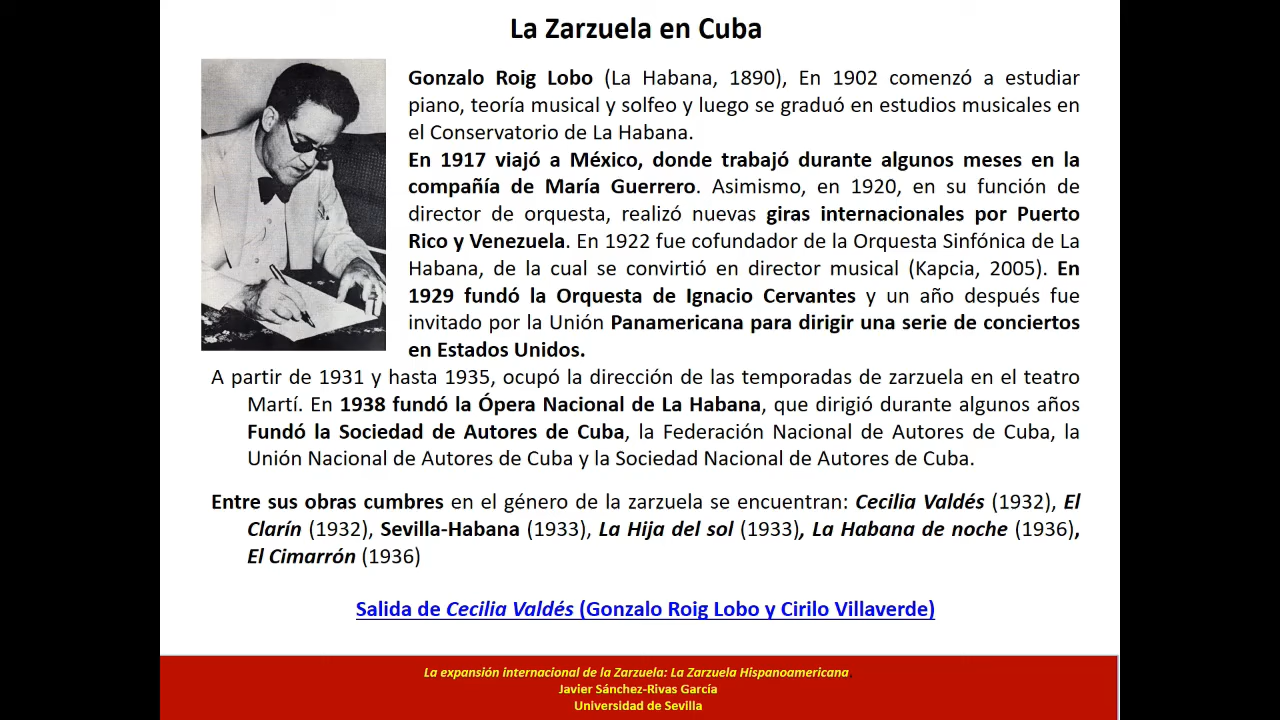 La Zarzuela en Cuba
Gonzalo Roig Lobo (La Habana, 1890), En 1902 comenzó a estudiar
piano, teoría musical y solfeo y luego se graduó en estudios musicales en
el Conservatorio de La Habana.
En 1917 viajó a México, donde trabajó durante algunos meses en la
compañía de María Guerrero. Asimismo, en 1920, en su función de
director de orquesta, realizó nuevas giras internacionales por Puerto
Rico y Venezuela. En 1922 fue cofundador de la Orquesta Sinfónica de La
Habana, de la cual se convirtió en director musical (Kapcia, 2005). En
1929 fundó la Orquesta de Ignacio Cervantes y un año después fue
invitado por la Unión Panamericana para dirigir una serie de conciertos
en Estados Unidos.
A partir de 1931 y hasta 1935, ocupó la dirección de las temporadas de zarzuela en el teatro
Martí. En 1938 fundó la Ópera Nacional de La Habana, que dirigió durante algunos años
Fundó la Sociedad de Autores de Cuba, la Federación Nacional de Autores de Cuba, la
Unión Nacional de Autores de Cuba y la Sociedad Nacional de Autores de Cuba.
Entre sus obras cumbres en el género de la zarzuela se encuentran: Cecilia Valdés (1932), El
Clarín (1932), Sevilla-Habana (1933), La Hija del sol (1933), La Habana de noche (1936),
El Cimarrón (1936)
Salida de Cecilia Valdés (Gonzalo Roig Lobo y Cirilo Villaverde)
La expansión internacional de la Zarzuela: La Zarzuela Hispanoamericana
Javier Sánchez-Rivas García
Universidad de Sevilla